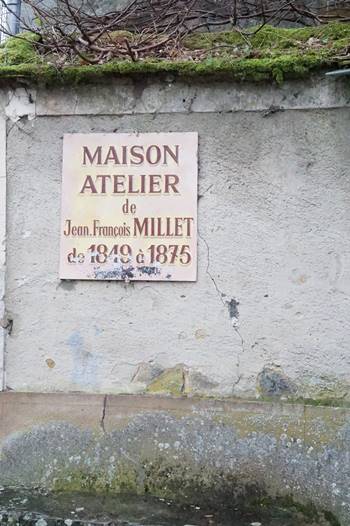 MAISON
ATELIER
de
Jean.François MILLET
de 1849 à 1875